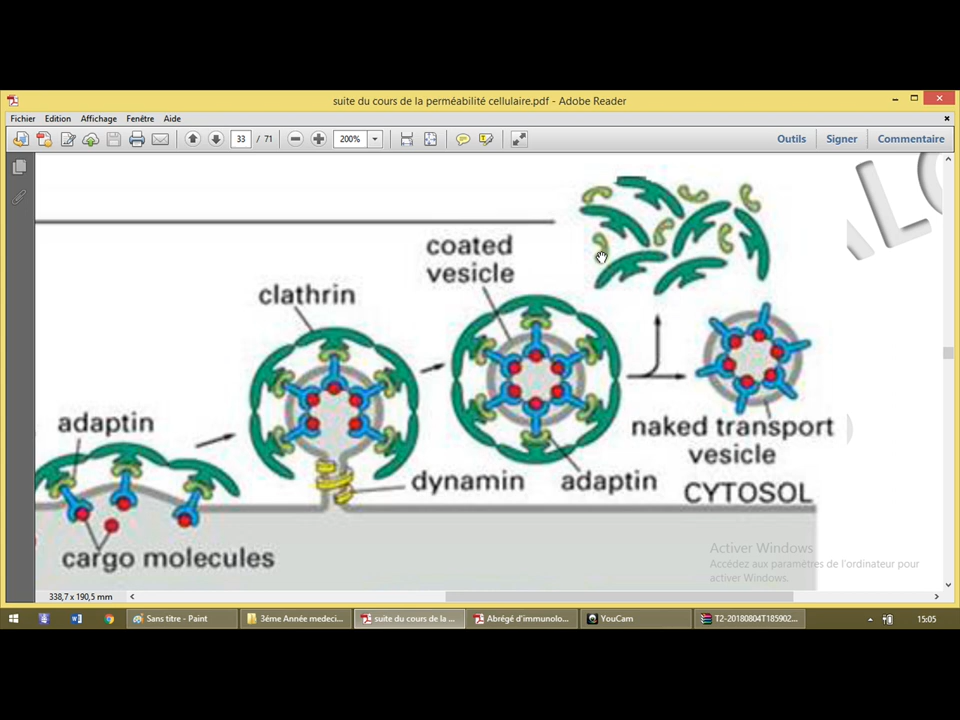 suite du cours de la perméabilité cellulaire.pdf - Adobe Reader
Fichier Edition Affichage Fenêtre Aide
33 / 71 200% Outils Signer Commentaire
coated
vesicle
clathrin
adaptin
naked transport
vesicle
dynamin adaptin
CYTOSOL
cargo molecules
Activer Windows
Accédez aux paramètres de l'ordinateur pour
activer Windows.
338,7 x 190,5 mm
Sans titre - Paint 3éme Année medeci... suite du cours de la ... Abrégé d'immunolo... YouCam T2-20180804T185902... 15:05